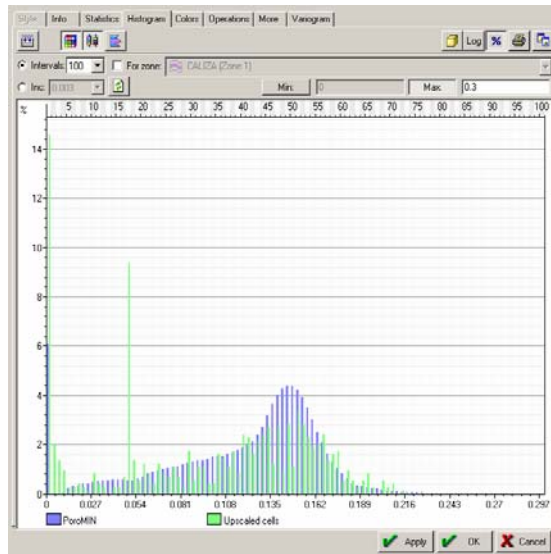 Style Info Statistics Histogram Colors Operations More Variogram
Log %
Intervals: 100 For zone: CALIZA (Zone 1)
Inc: 0.003 Min: 0 Max: 0.3
% 5 10 15 20 25 30 35 40 45 50 55 60 65 70 75 80 85 90 95 100
14
12
10
8
6
4
2
0
0 0.027 0.054 0.081 0.108 0.135 0.162 0.189 0.216 0.243 0.27 0.297
PoroMIN Upscaled cells
Apply OK Cancel